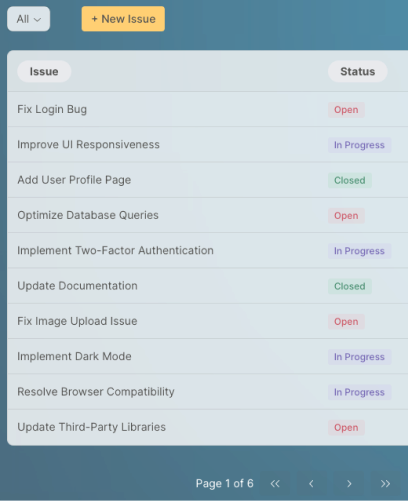 All
+ New Issue
Issue Status
Fix Login Bug Open
Improve UI Responsiveness In Progress
Add User Profile Page Closed
Optimize Database Queries Open
Implement Two-Factor Authentication In Progress
Update Documentation Closed
Fix Image Upload Issue Open
Implement Dark Mode In Progress
Resolve Browser Compatibility In Progress
Update Third-Party Libraries Open
Page 1 of 6